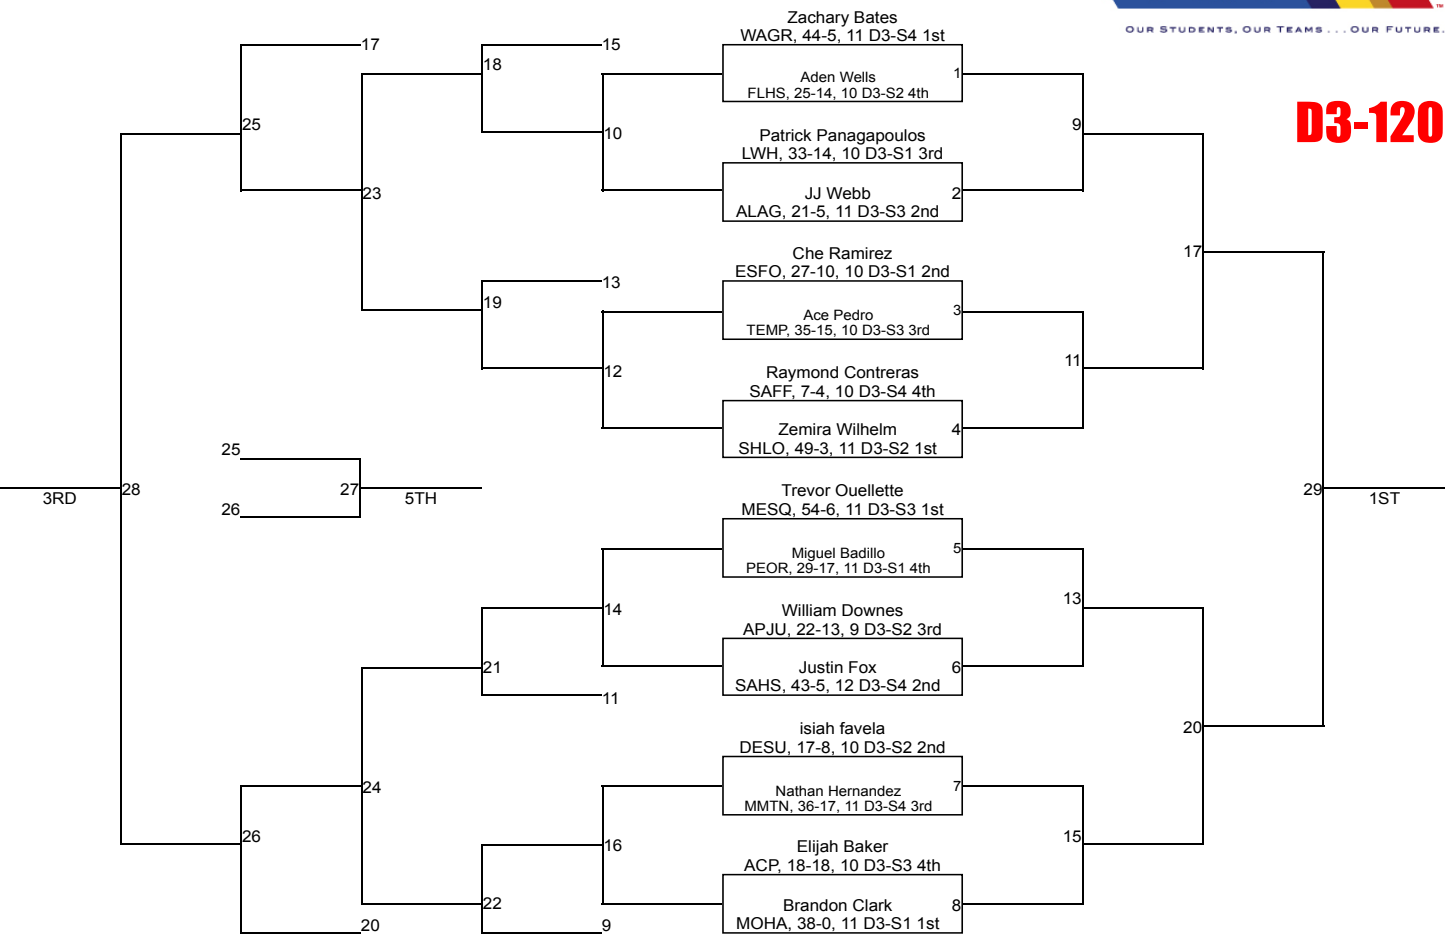 Zachary Bates
WAGR, 44-5, 11 D3-S4 1st
Aden Wells
FLHS, 25-14, 10 D3-S2 4th
Patrick Panagapoulos
LWH, 33-14, 10 D3-S1 3rd
JJ Webb
ALAG, 21-5, 11 D3-S3 2nd
Che Ramirez
ESFO, 27-10, 10 D3-S1 2nd
Ace Pedro
TEMP, 35-15, 10 D3-S3 3rd
Raymond Contreras
SAFF, 7-4, 10 D3-S4 4th
Zemira Wilhelm
SHLO, 49-3, 11 D3-S2 1st
Trevor Ouellette
MESQ, 54-6, 11 D3-S3 1st
Miguel Badillo
PEOR, 29-17, 11 D3-S1 4th
William Downes
APJU, 22-13, 9 D3-S2 3rd
Justin Fox
SAHS, 43-5, 12 D3-S4 2nd
isiah favela
DESU, 17-8, 10 D3-S2 2nd
Nathan Hernandez
MMTN, 36-17, 11 D3-S4 3rd
Elijah Baker
ACP, 18-18, 10 D3-S3 4th
Brandon Clark
MOHA, 38-0, 11 D3-S1 1st
1
2
3
4
5
6
7
8
9
11
13
15
17
20
29
1ST
15
10
13
12
14
11
16
9
18
19
21
22
17
23
24
20
25
26
25
26
27
5TH
28
3RD
TM
OUR STUDENTS, OUR TEAMS . . . OUR FUTURE.
D3-120